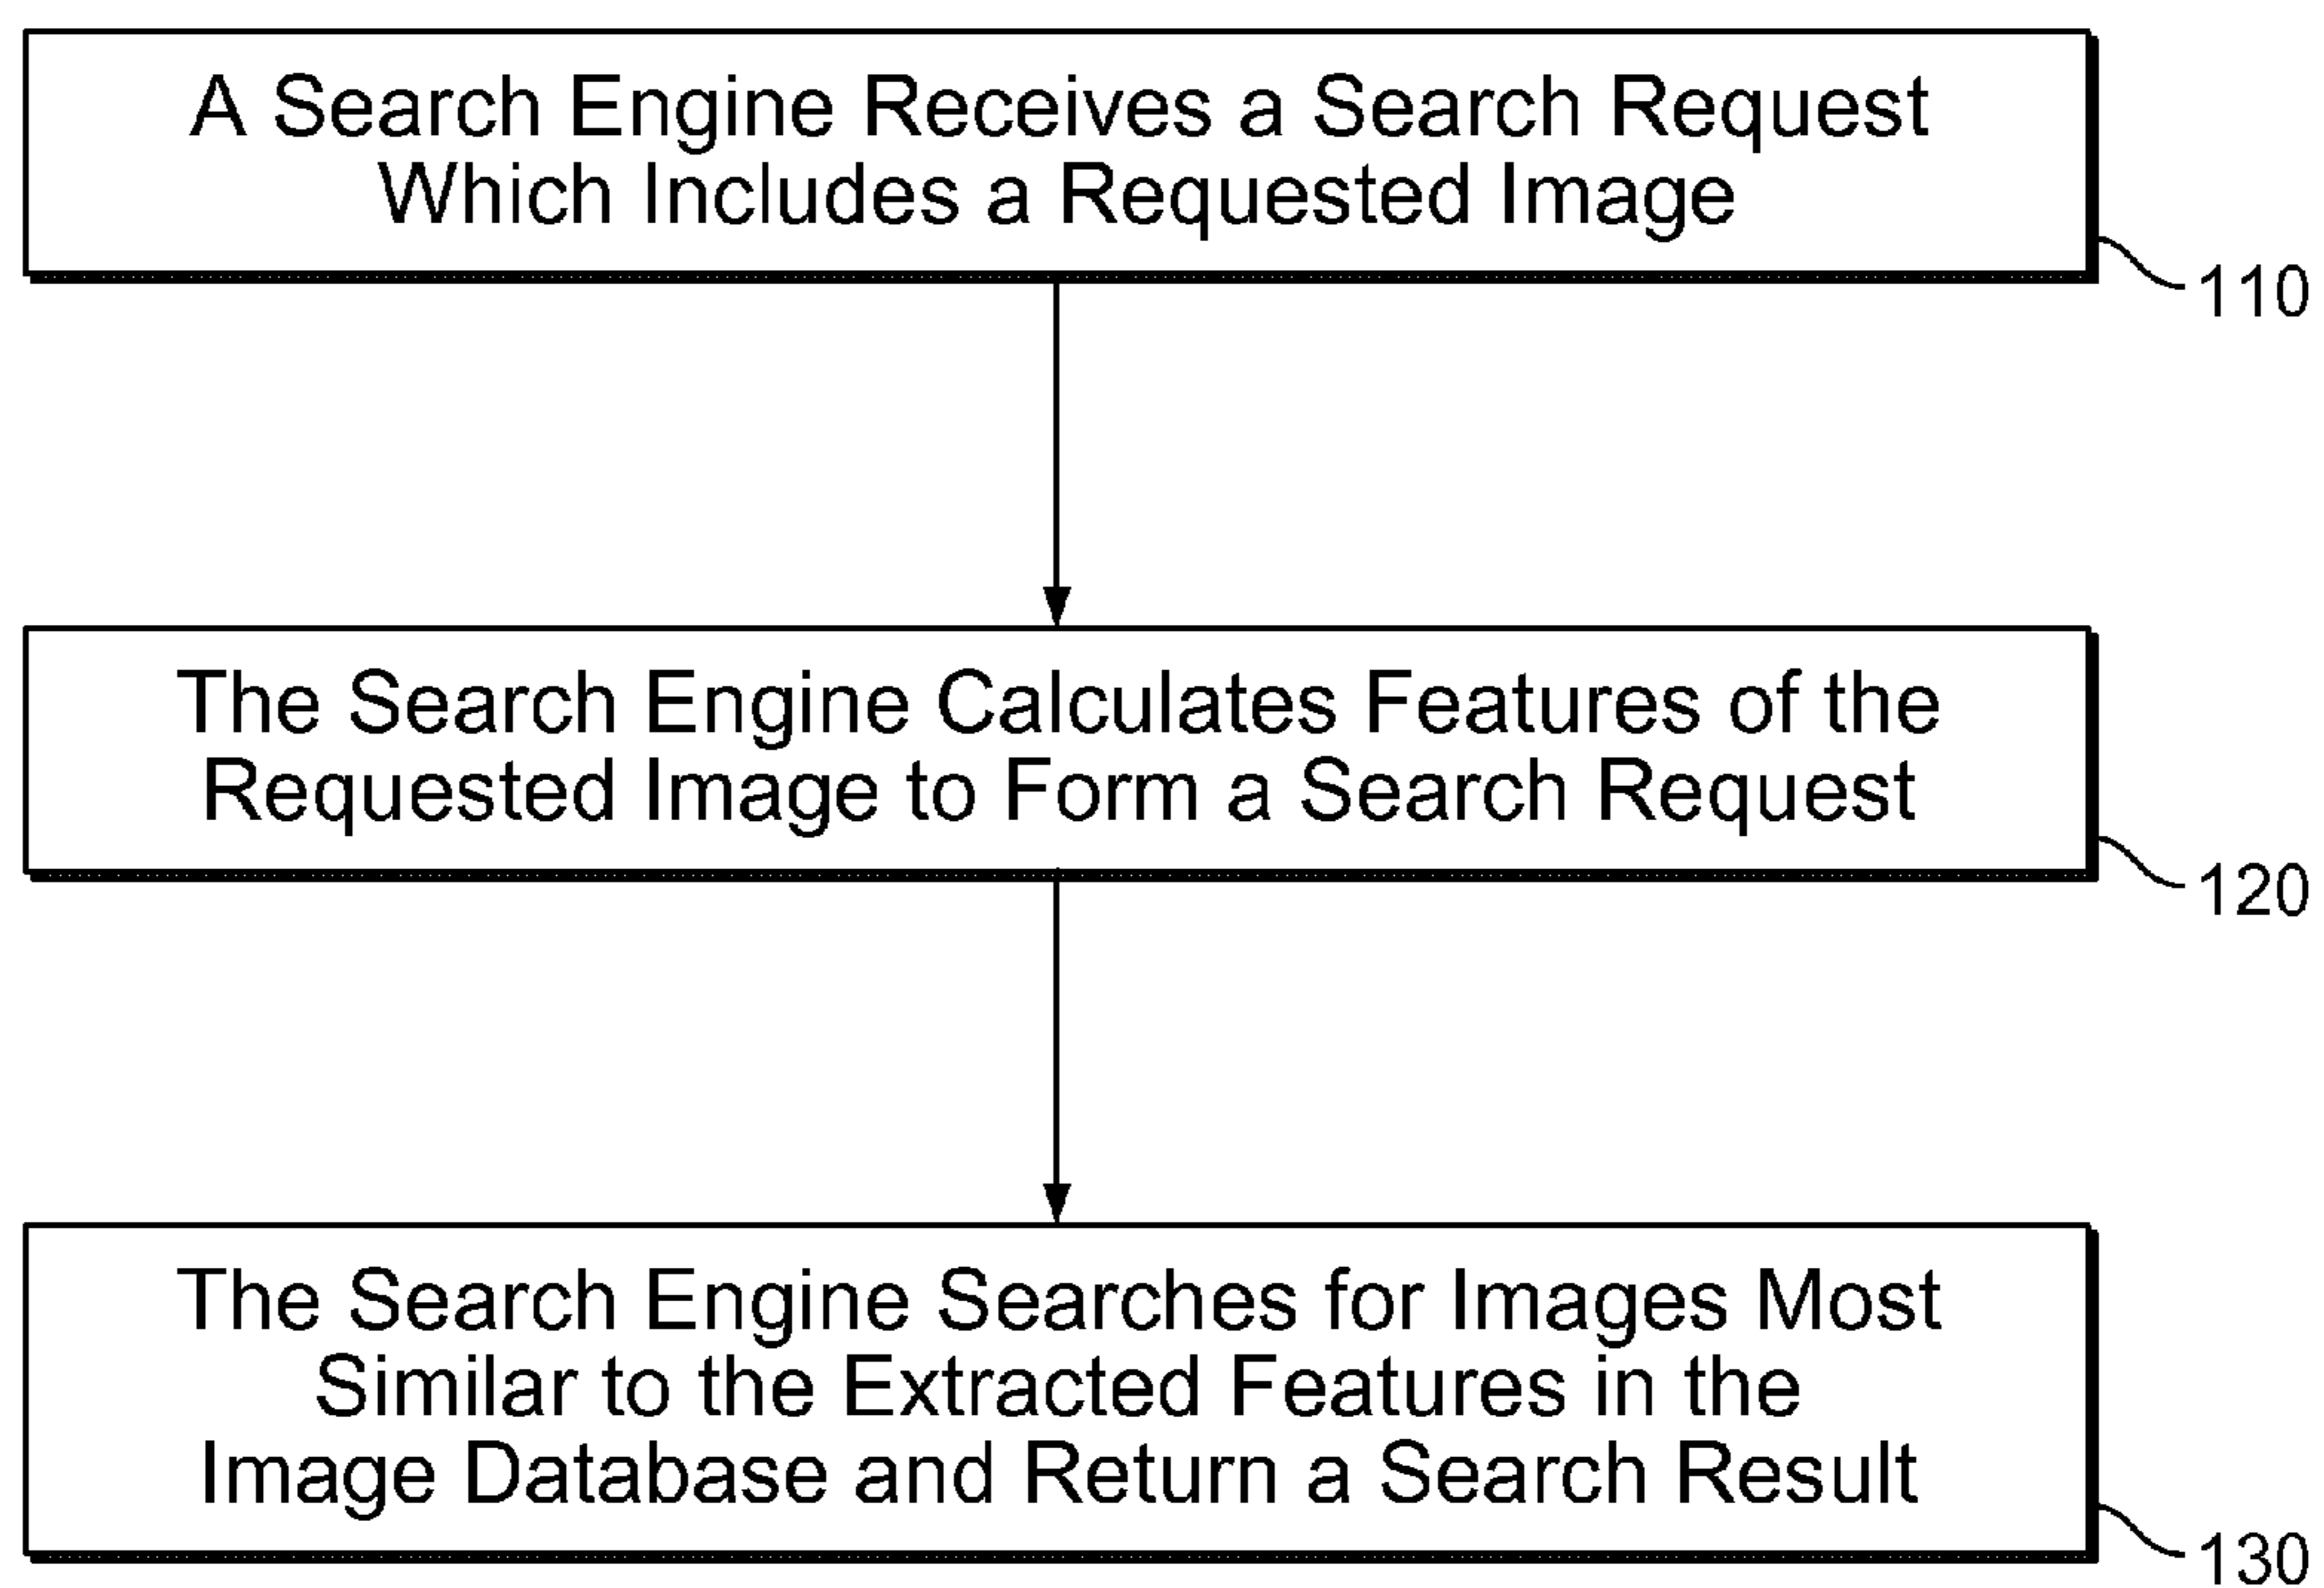 A Search Engine Receives a Search Request
Which Includes a Requested Image
110
The Search Engine Calculates Features of the
Requested Image to Form a Search Request
120
The Search Engine Searches for Images Most
Similar to the Extracted Features in the
Image Database and Return a Search Result
130